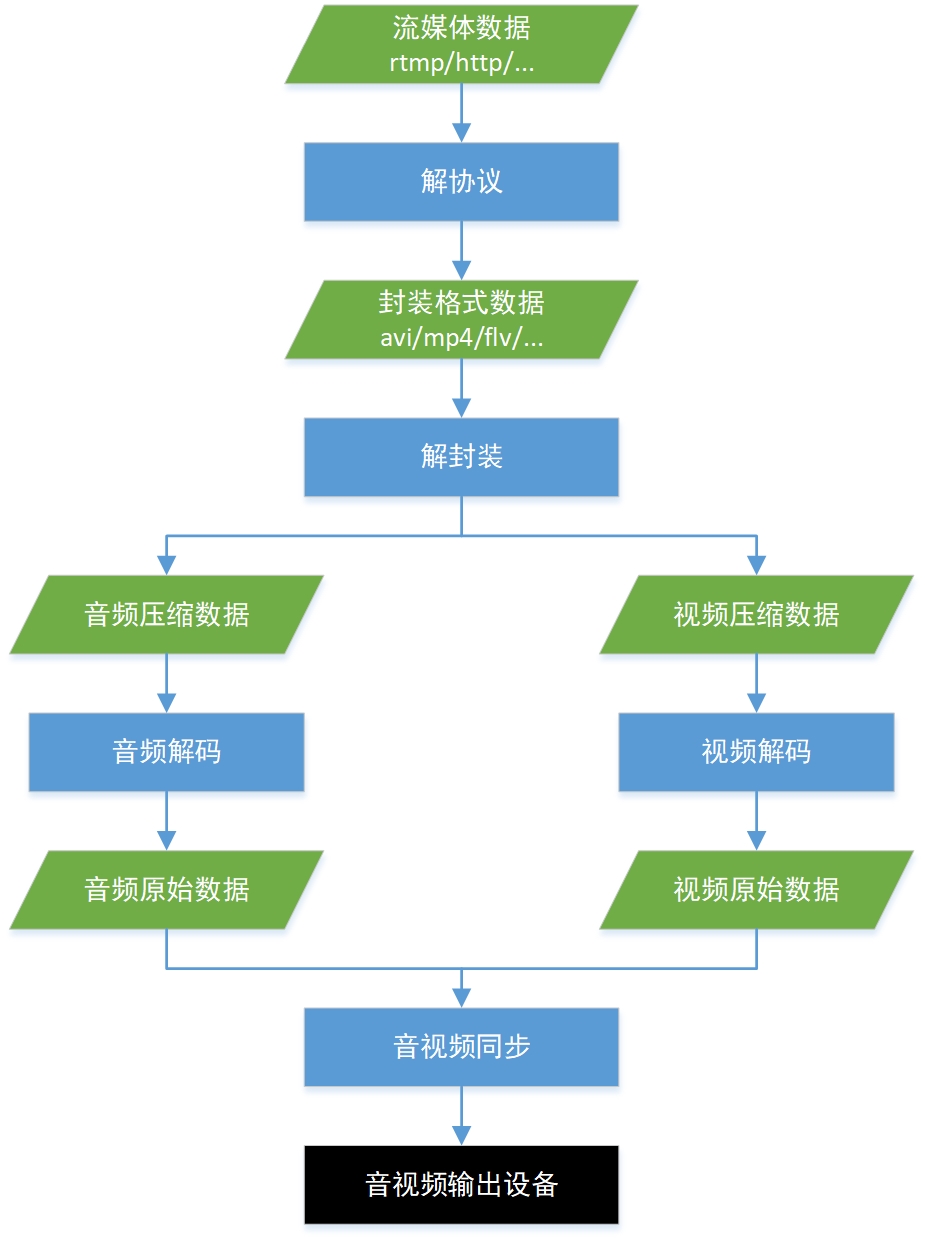 流媒体数据
rtmp/http/...
解协议
封装格式数据
avi/mp4/flv/...
解封装
音频压缩数据
视频压缩数据
音频解码
视频解码
音频原始数据
视频原始数据
音视频同步
音视频输出设备